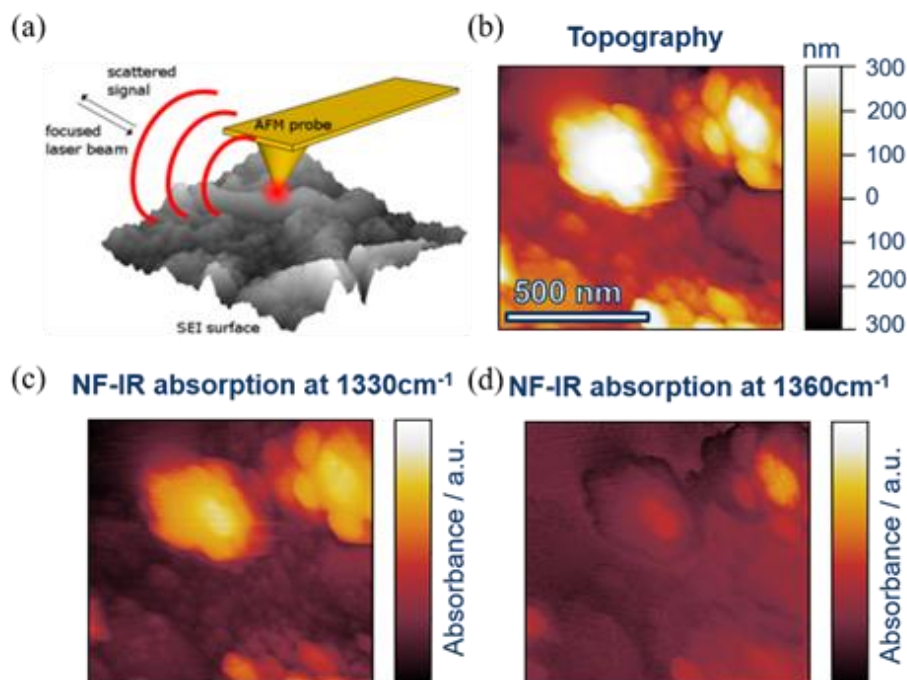 (a)
scattered
signal
focused
laser beam
AFM probe
SEI surface
(b)
Topography
nm
300
200
100
0
100
200
300
500 nm
(c) NF-IR absorption at 1330cm⁻¹
Absorbance / a.u.
(d) NF-IR absorption at 1360cm⁻¹
Absorbance / a.u.